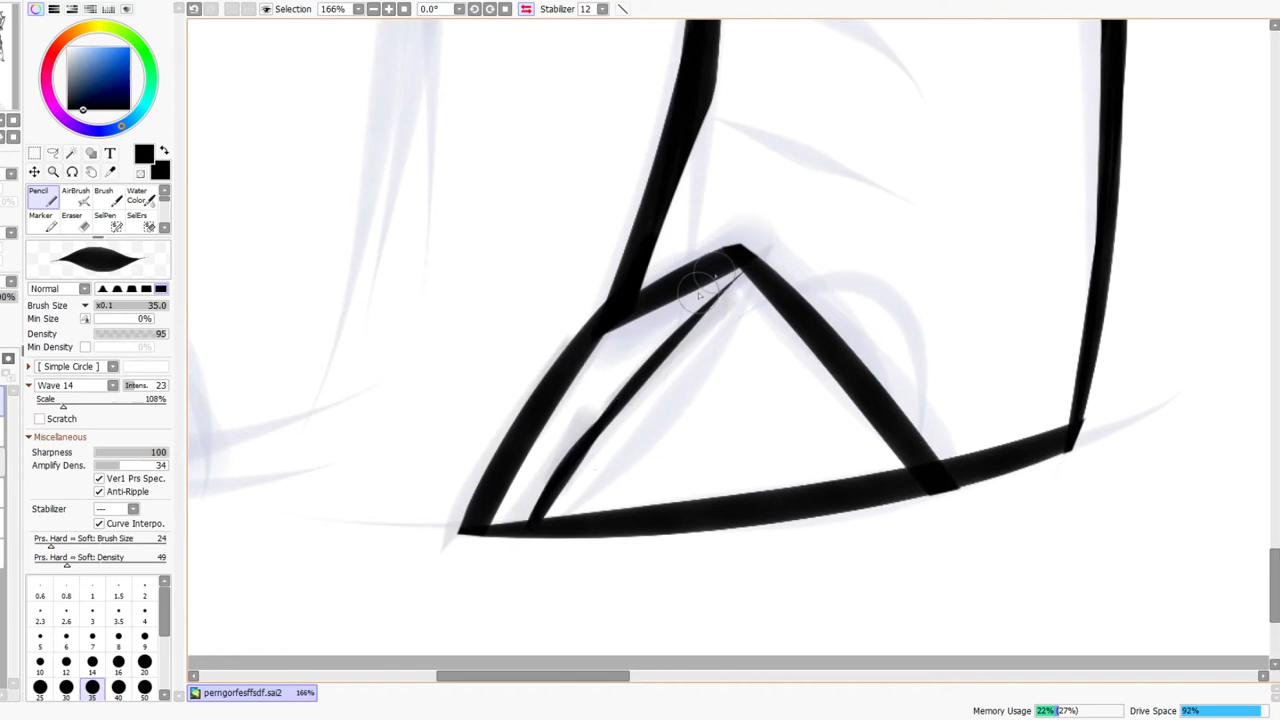 Selection 166% 0.0° Stabilizer 12
T
Pencil AirBrush Brush Water Color
Marker Eraser SelPen SelErs
Normal
Brush Size x0.1 35.0
Min Size 0%
Density 95
Min Density 0%
[ Simple Circle ]
Wave 14 Intens. 23
Scale 108%
Scratch
Miscellaneous
Sharpness 100
Amplify Dens. 34
Ver1 Prs Spec.
Anti-Ripple
Stabilizer ---
Curve Interpo.
Prs. Hard ⇔ Soft: Brush Size 24
Prs. Hard ⇔ Soft: Density 49
0.6 0.8 1 1.5 2
2.3 2.6 3 3.5 4
5 6 7 8 9
10 12 14 16 20
25 30 35 40 50
perngorfesffsdf.sai2 166%
Memory Usage 22% (27%) Drive Space 92%